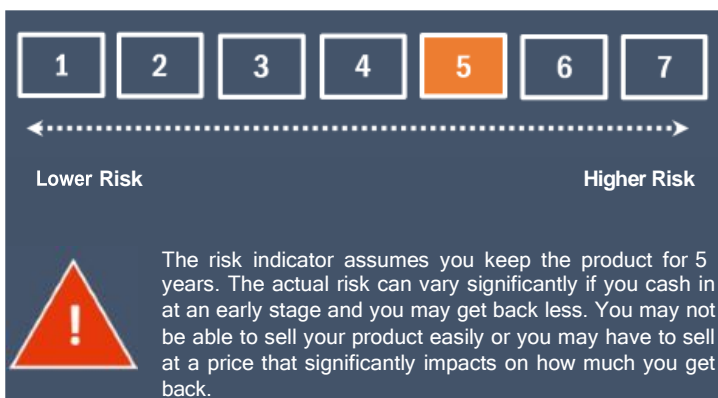 1 2 3 4 5 6 7
Lower Risk Higher Risk
!
The risk indicator assumes you keep the product for 5
years. The actual risk can vary significantly if you cash in
at an early stage and you may get back less. You may not
be able to sell your product easily or you may have to sell
at a price that significantly impacts on how much you get
back.